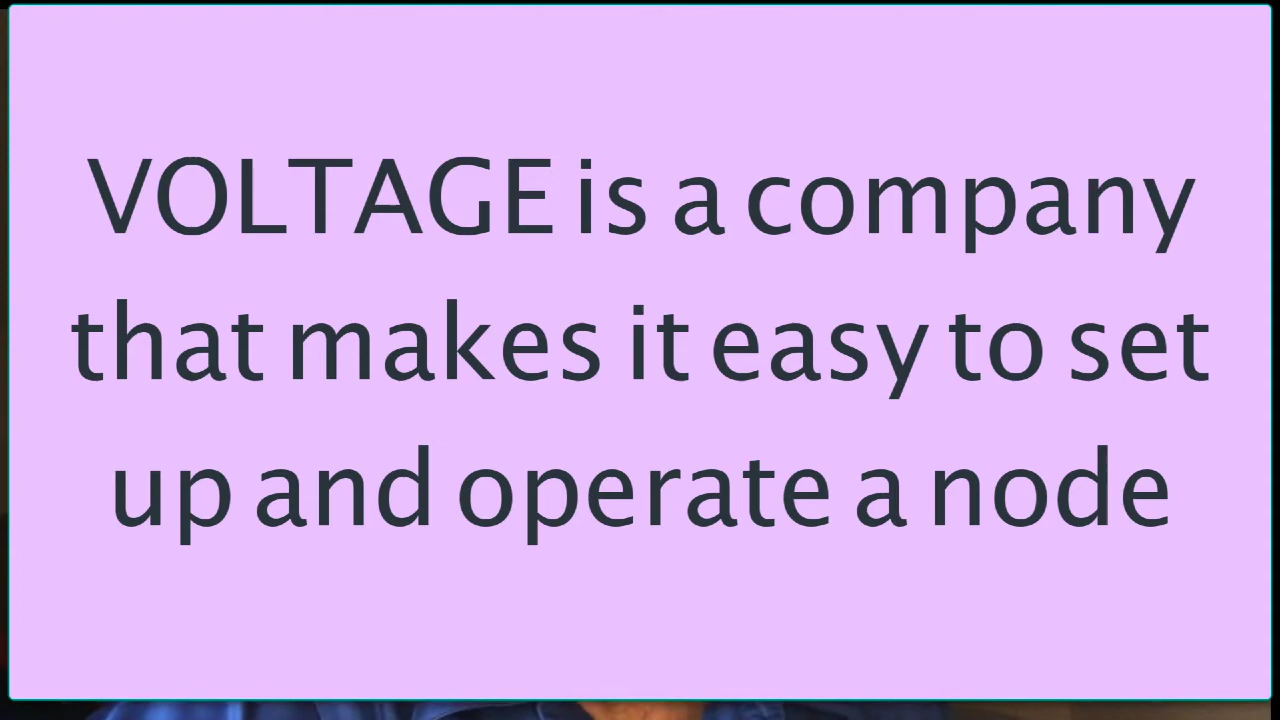 VOLTAGE is a company
that makes it easy to set
up and operate a node